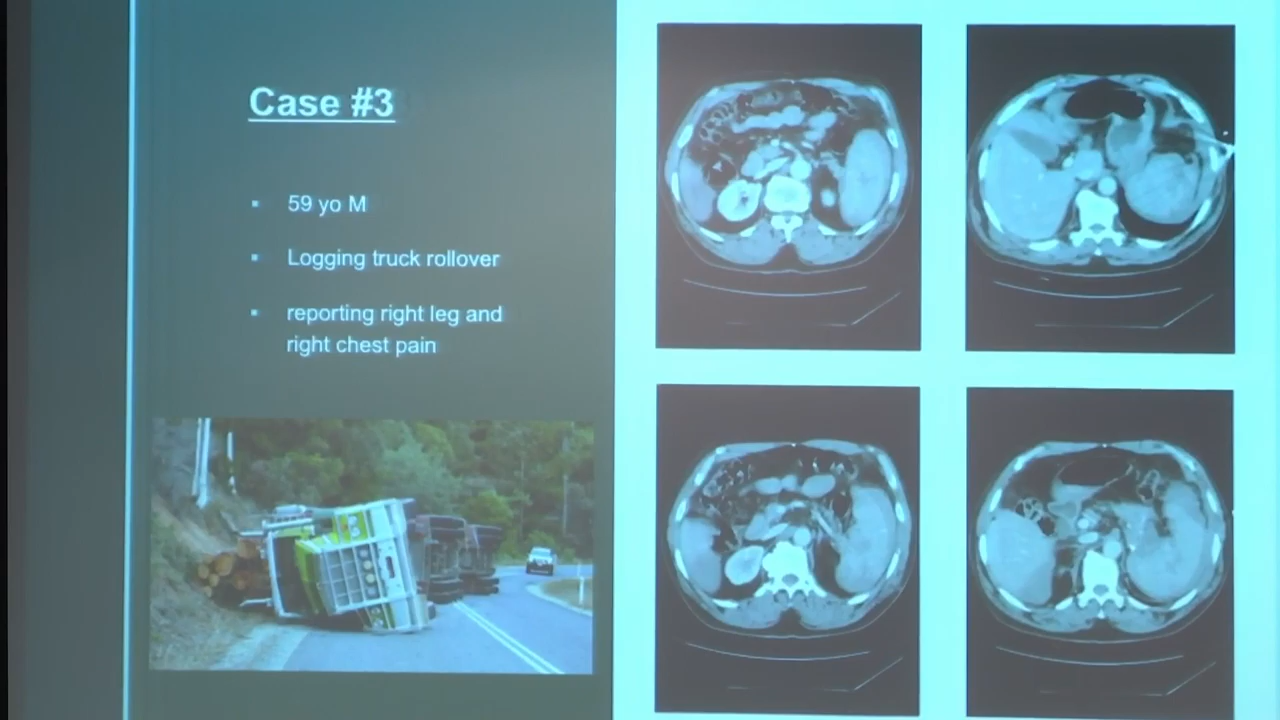 Case #3
59 yo M
Logging truck rollover
reporting right leg and
right chest pain